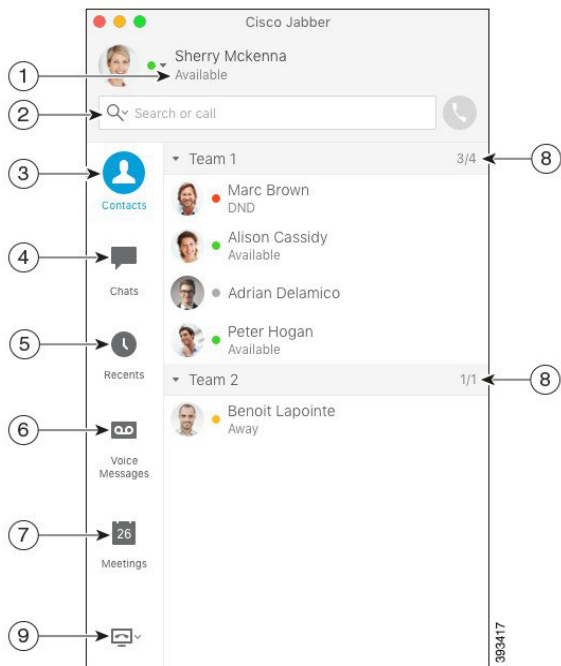 Cisco Jabber
Sherry Mckenna
1
Available
2
Search or call
3
Contacts
Team 1
3/4
8
Marc Brown
DND
Alison Cassidy
Available
4
Chats
Adrian Delamico
5
Recents
Peter Hogan
Available
Team 2
1/1
8
6
Voice
Messages
Benoit Lapointe
Away
7
26
Meetings
9
393417